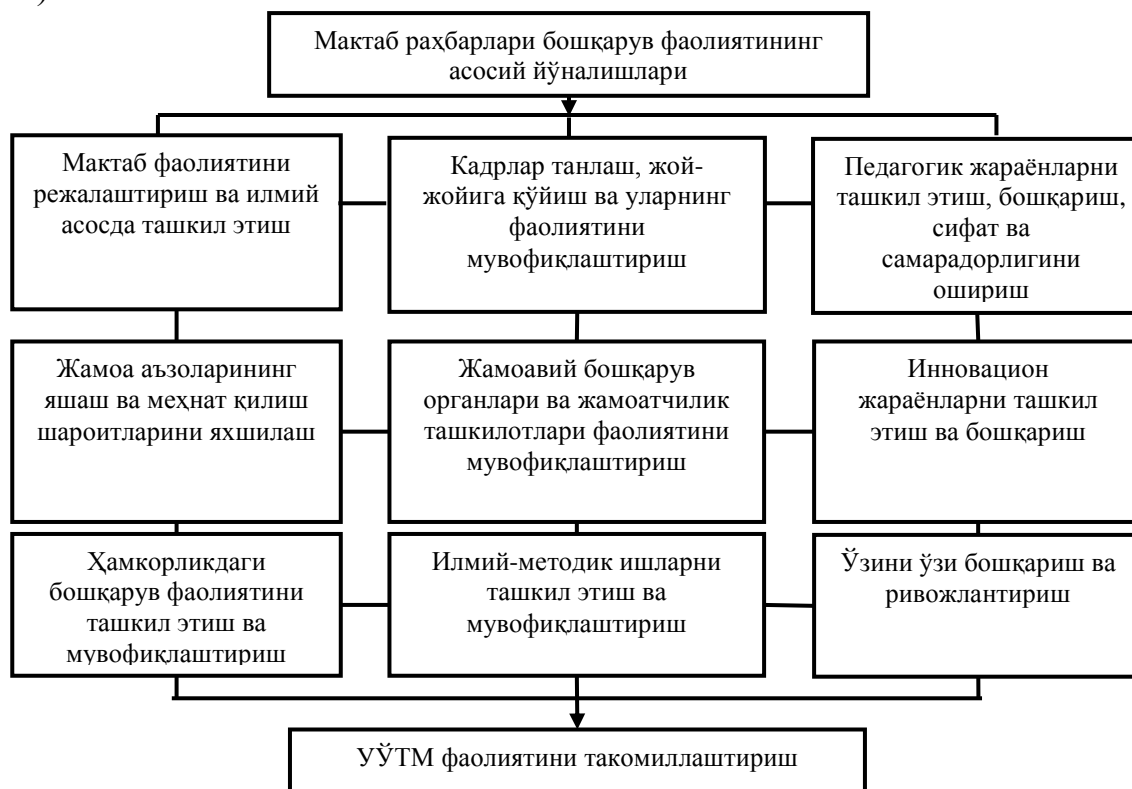 )
Мактаб раҳбарлари бошқарув фаолиятининг
асосий йўналишлари
Мактаб фаолиятини
режалаштириш ва илмий
асосда ташкил этиш
Кадрлар танлаш, жой-
жойига қўйиш ва уларнинг
фаолиятини
мувофиқлаштириш
Педагогик жараёнларни
ташкил этиш, бошқариш,
сифат ва
самарадорлигини
ошириш
Жамоа аъзоларининг
яшаш ва меҳнат қилиш
шароитларини яхшилаш
Жамоавий бошқарув
органлари ва жамоатчилик
ташкилотлари фаолиятини
мувофиқлаштириш
Инновацион
жараёнларни ташкил
этиш ва бошқариш
Ҳамкорликдаги
бошқарув фаолиятини
ташкил этиш ва
мувофиқлаштириш
Илмий-методик ишларни
ташкил этиш ва
мувофиқлаштириш
Ўзини ўзи бошқариш ва
ривожлантириш
УЎТМ фаолиятини такомиллаштириш